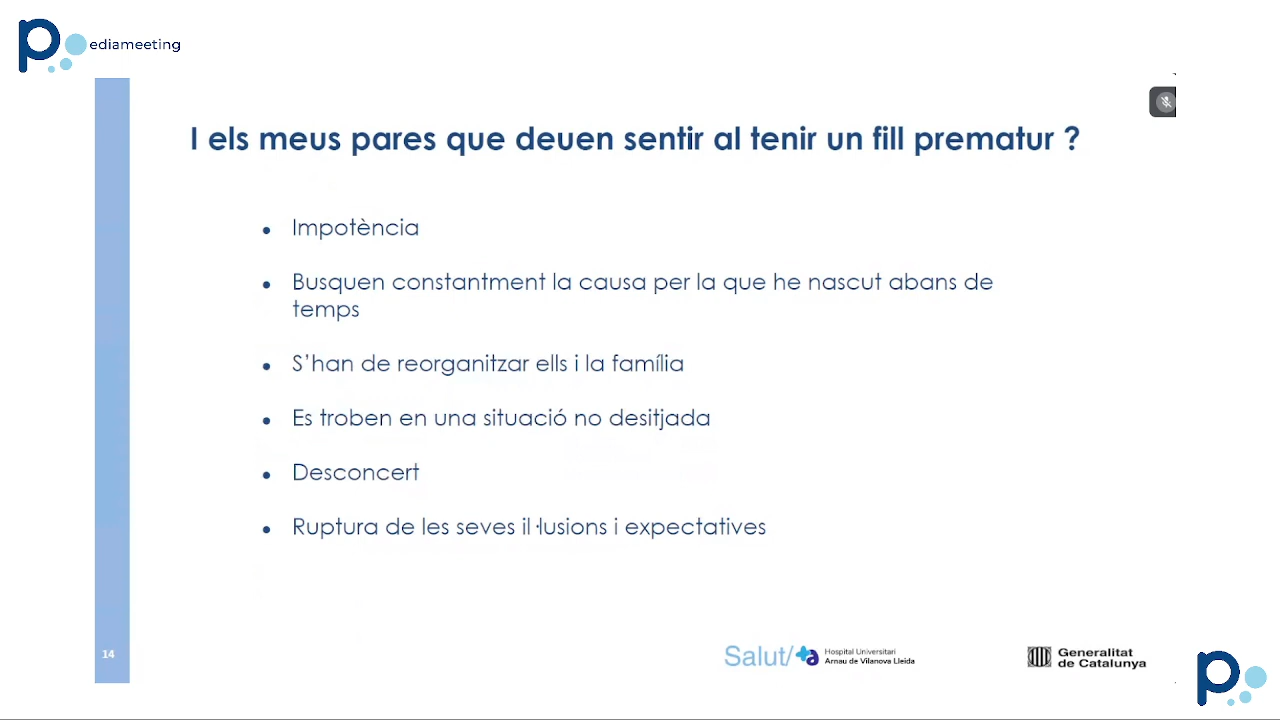 Pediameeting
I els meus pares que deuen sentir al tenir un fill prematur ?
• Impotència
• Busquen constantment la causa per la que he nascut abans de
temps
• S'han de reorganitzar ells i la família
• Es troben en una situació no desitjada
• Desconcert
• Ruptura de les seves il·lusions i expectatives
14
Salut/
Hospital Universitari
Arnau de Vilanova Lleida
Generalitat
de Catalunya